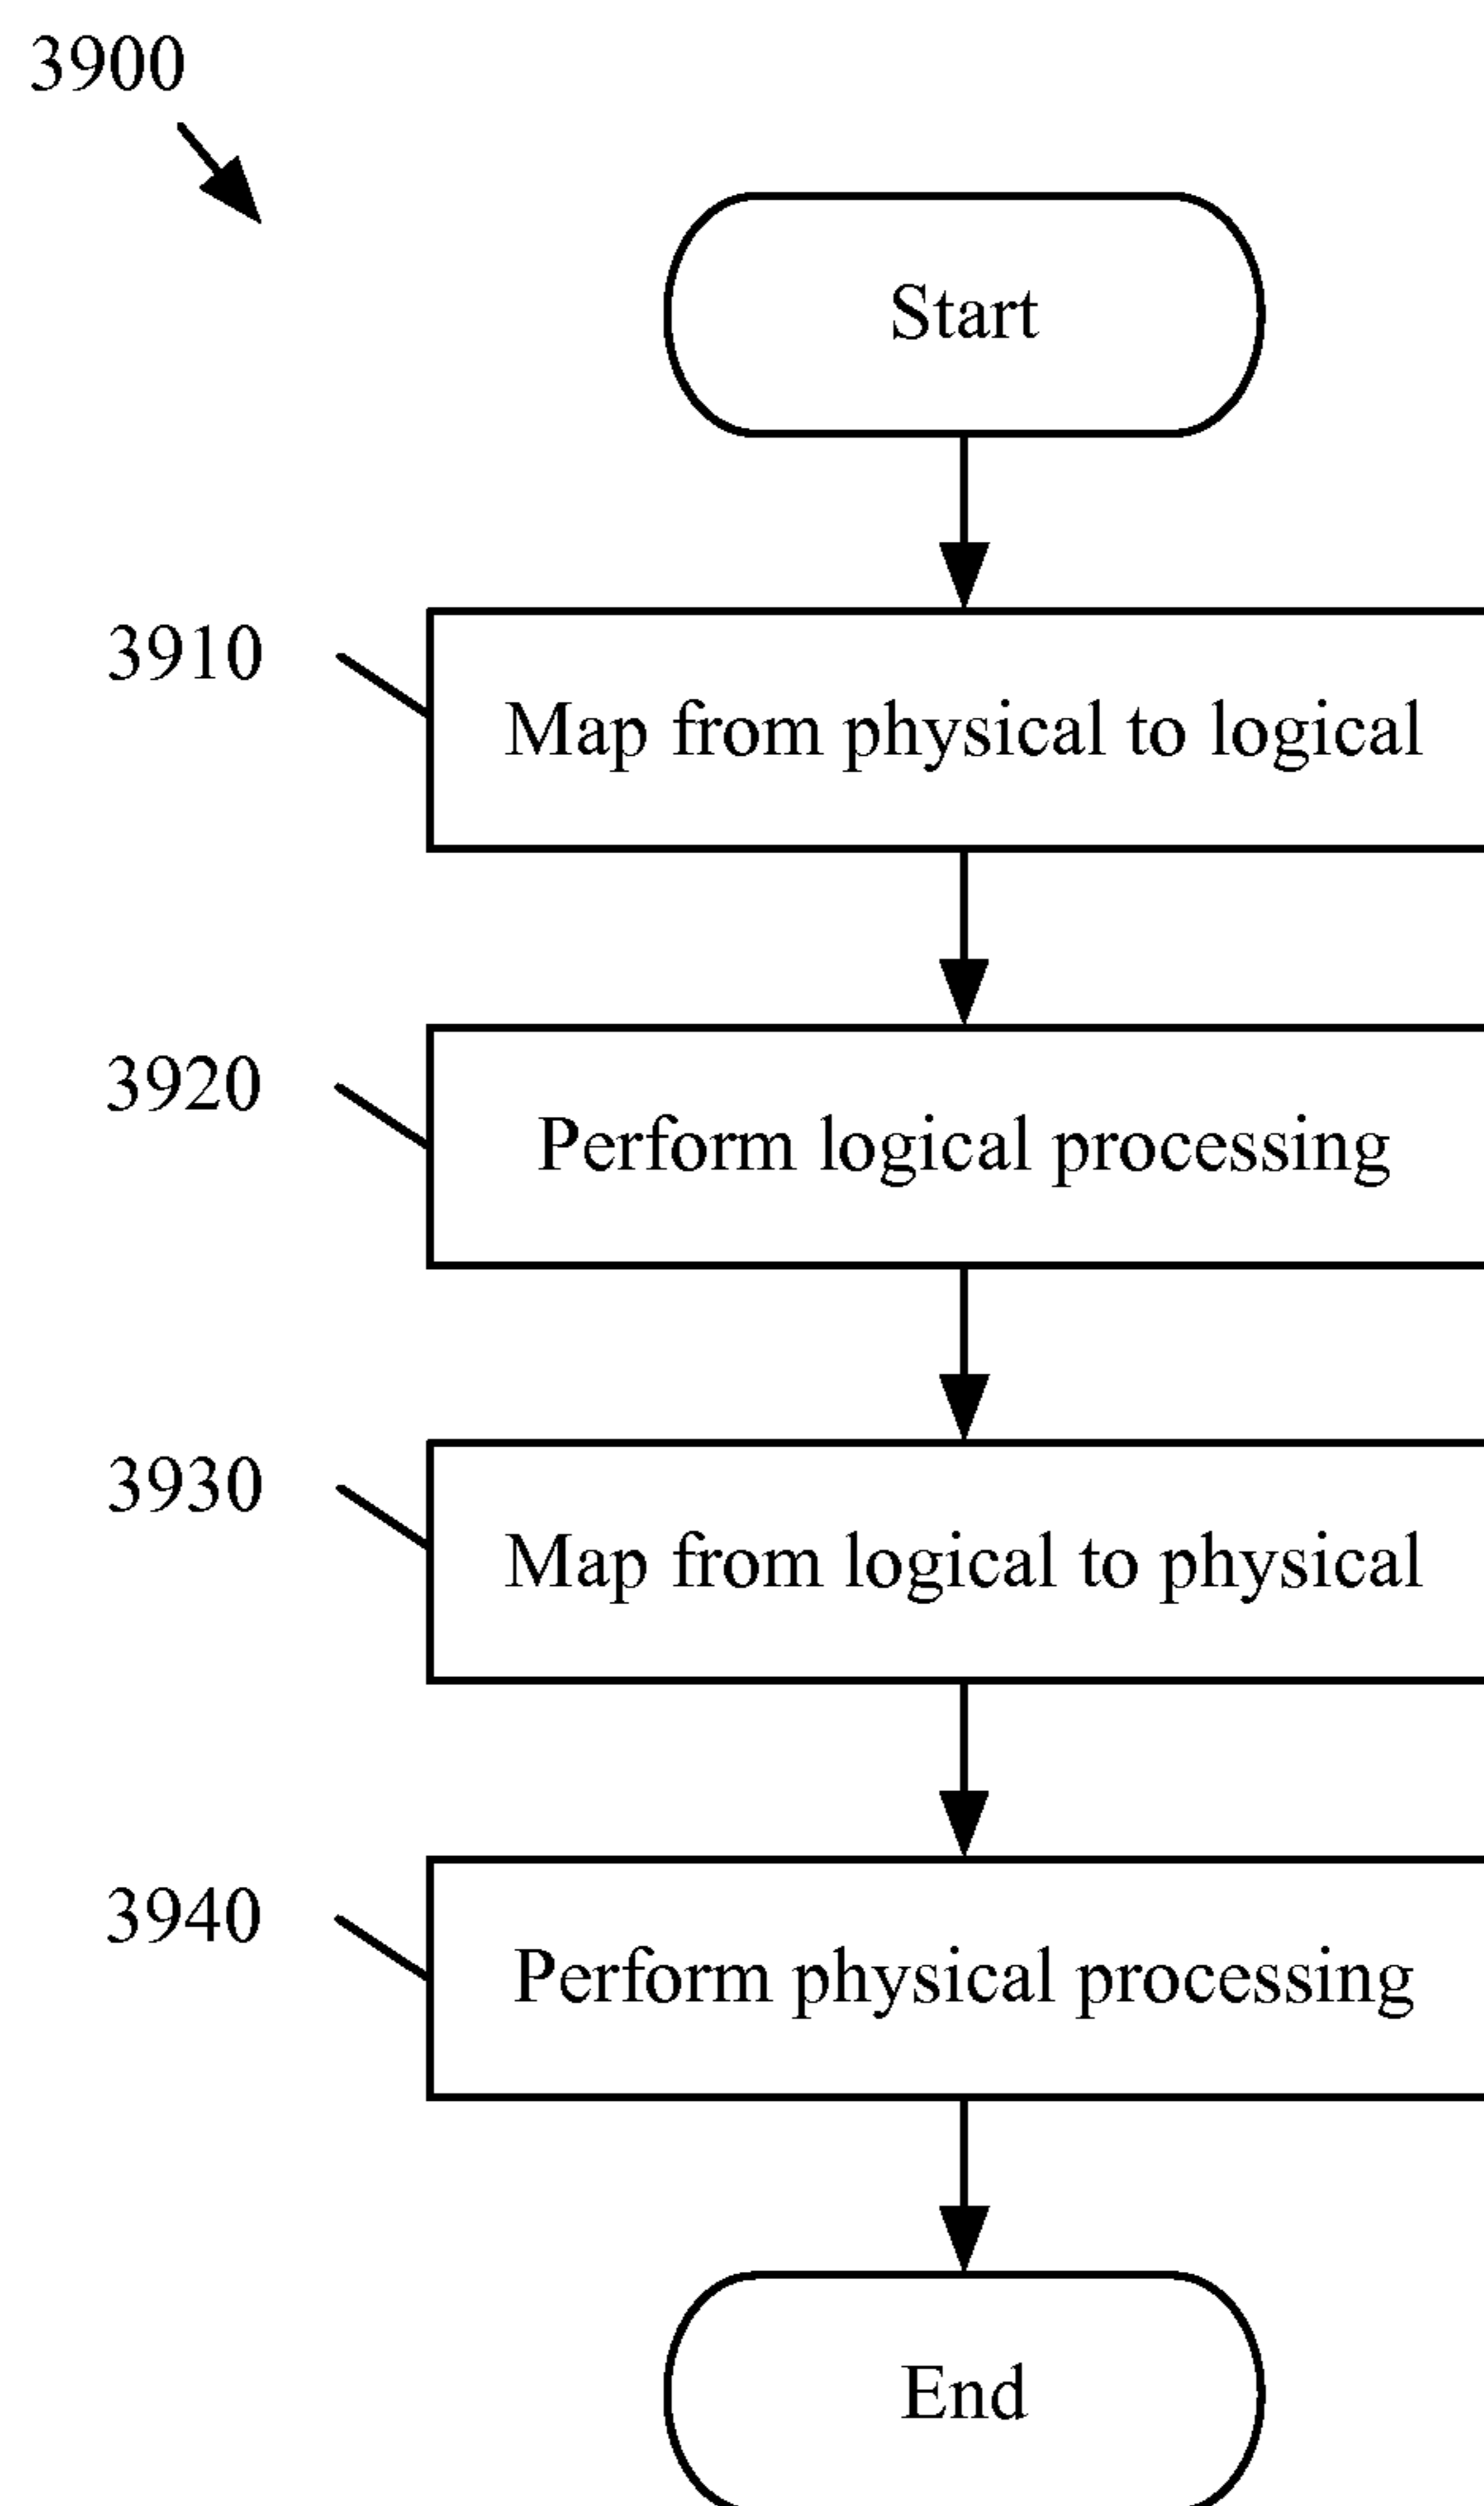 3900
Start
3910
Map from physical to logical
3920
Perform logical processing
3930
Map from logical to physical
3940
Perform physical processing
End